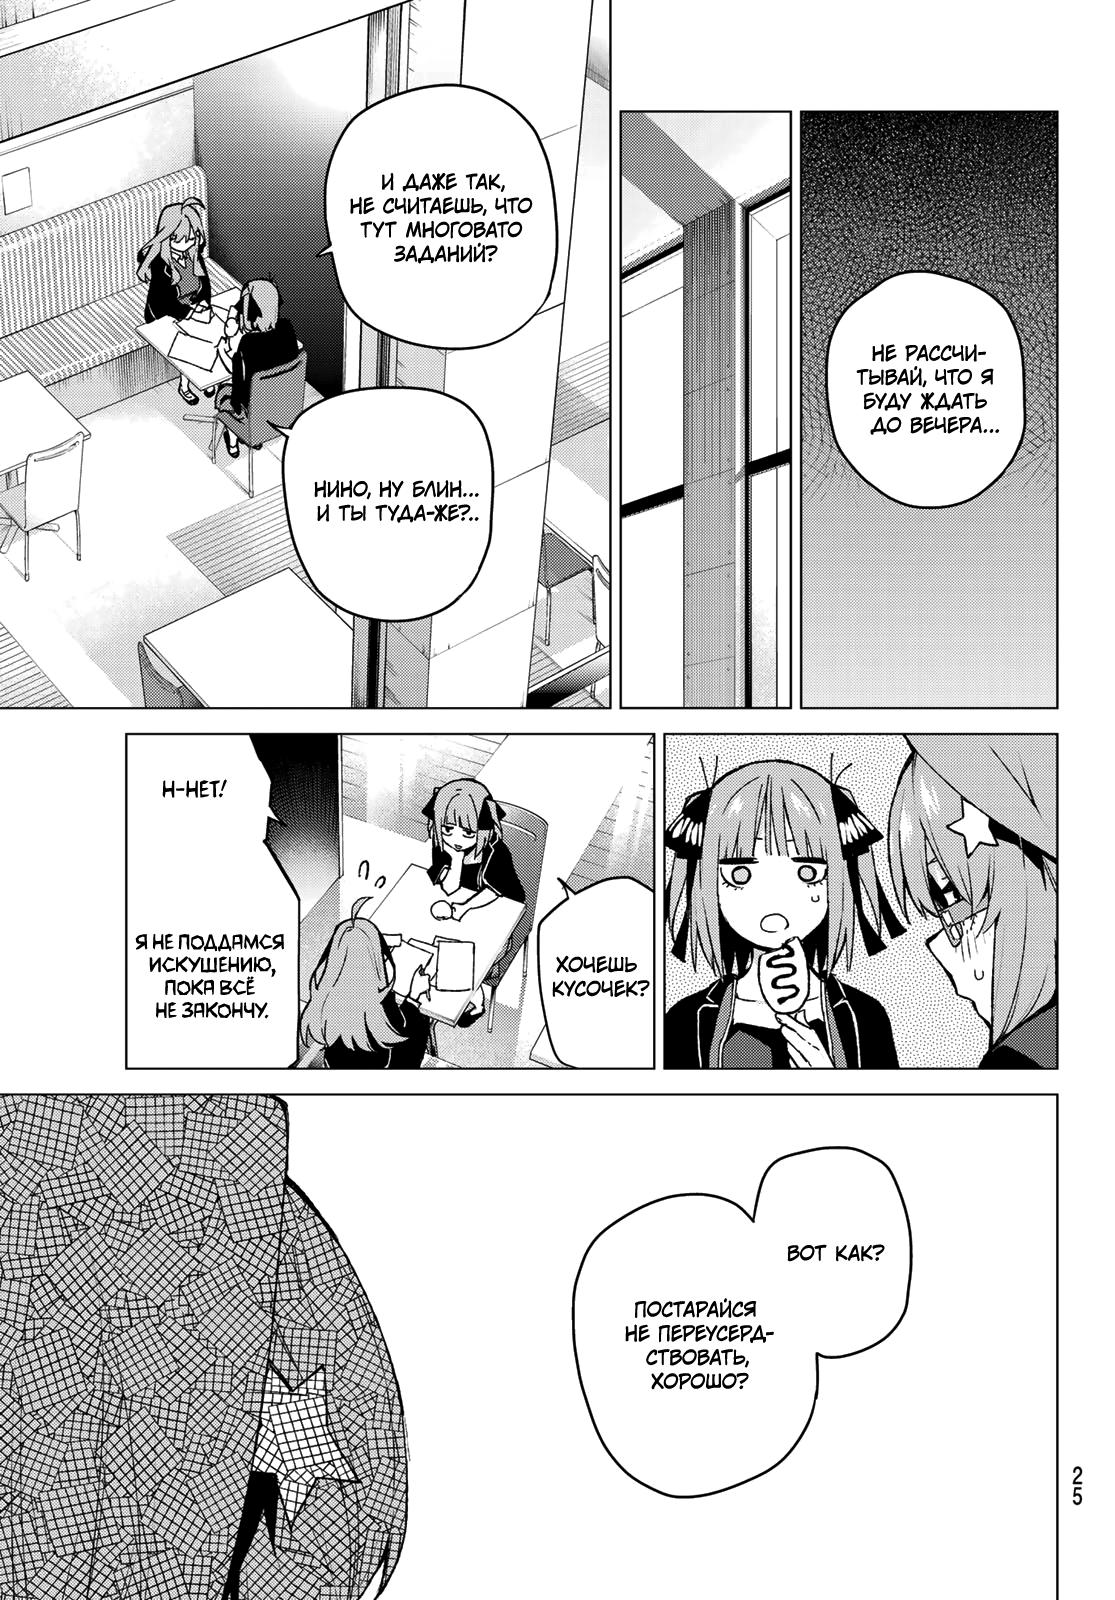 НЕ РАССЧИ-
ТЫВАЙ, ЧТО Я
БУДУ ЖДАТЬ
ДО ВЕЧЕРА...
И ДАЖЕ ТАК,
НЕ СЧИТАЕШЬ, ЧТО
ТУТ МНОГОВАТО
ЗАДАНИЙ?
НИНО, НУ БЛИН...
И ТЫ ТУДА-ЖЕ?..
ХОЧЕШЬ
КУСОЧЕК?
Н-НЕТ!
Я НЕ ПОДДАМСЯ
ИСКУШЕНИЮ,
ПОКА ВСЁ
НЕ ЗАКОНЧУ.
ВОТ КАК?
ПОСТАРАЙСЯ
НЕ ПЕРЕУСЕРД-
СТВОВАТЬ,
ХОРОШО?
25